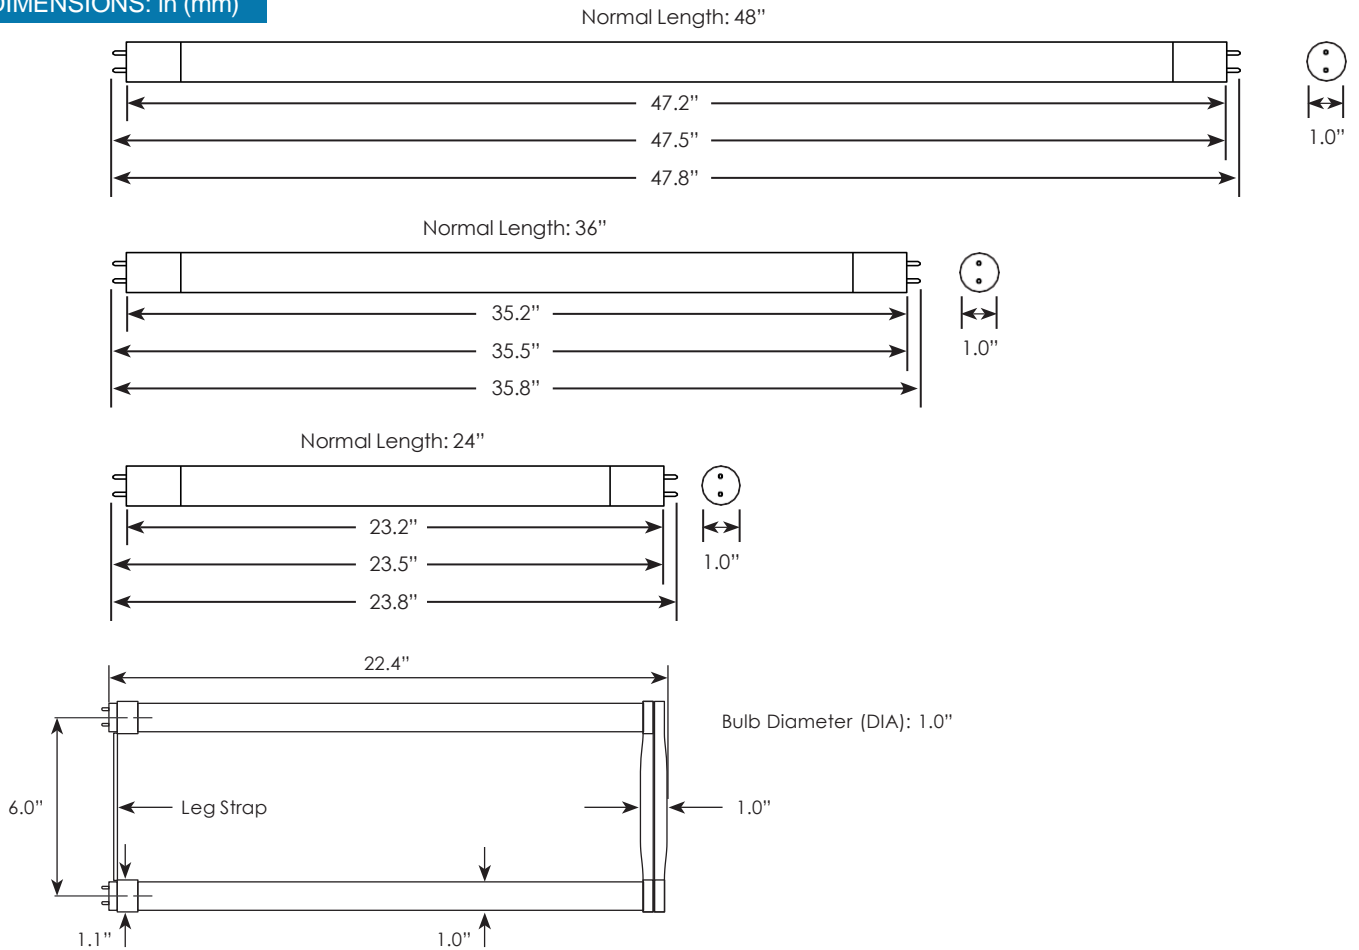 DIMENSIONS: in (mm)
Normal Length: 48”
47.2”
47.5”
47.8”
1.0”
Normal Length: 36”
35.2”
35.5”
35.8”
1.0”
Normal Length: 24”
23.2”
23.5”
23.8”
1.0”
22.4”
Bulb Diameter (DIA): 1.0”
6.0”
Leg Strap
1.0”
1.1”
1.0”